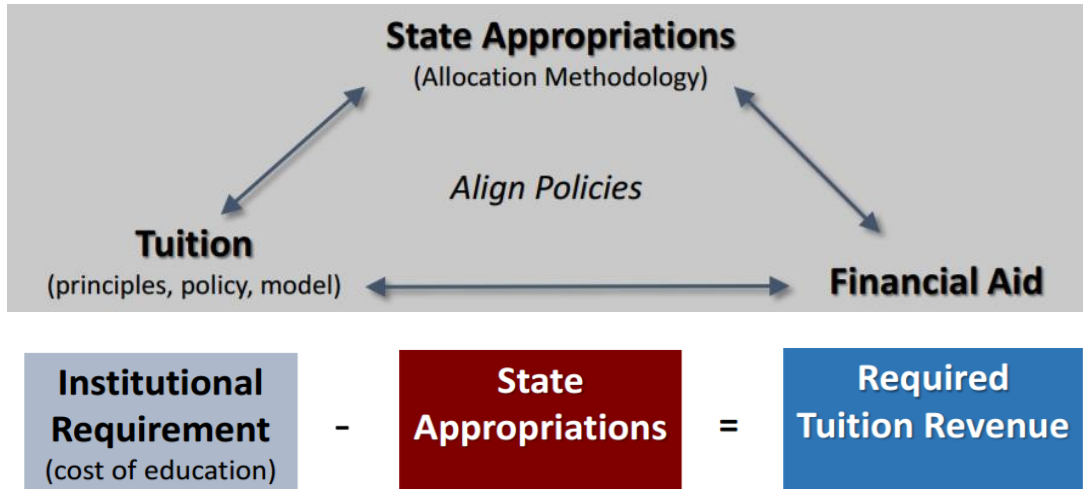 State Appropriations
(Allocation Methodology)
Align Policies
Tuition
(principles, policy, model)
Financial Aid
Institutional
Requirement
(cost of education)
-
State
Appropriations
=
Required
Tuition Revenue